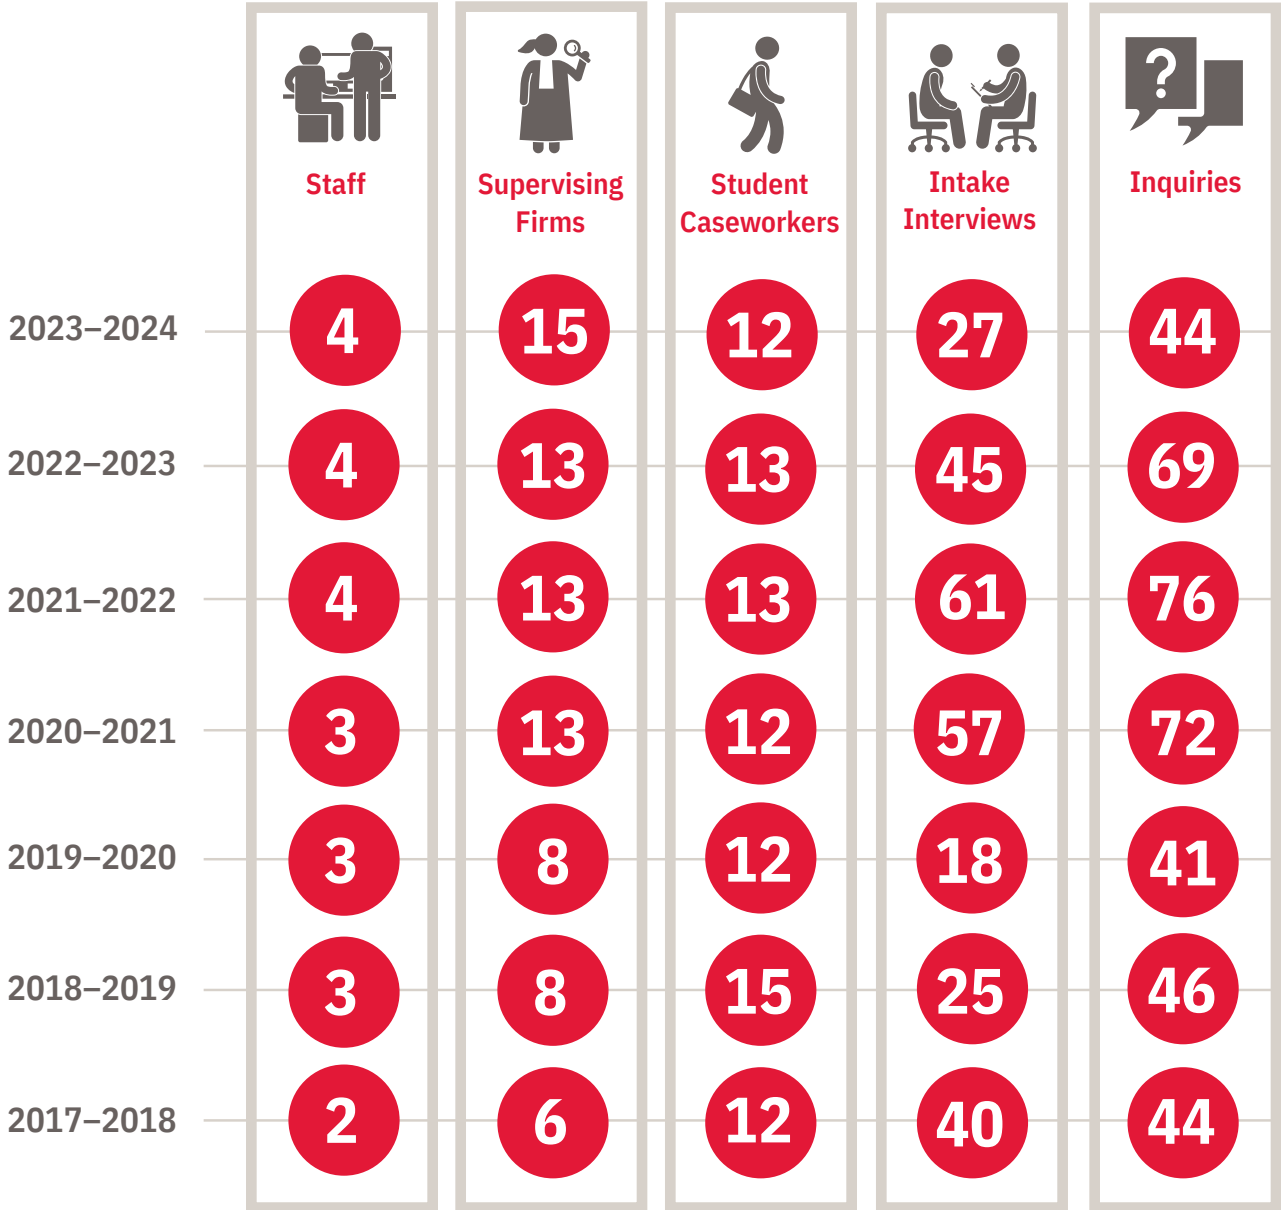 ?
Staff
Supervising
Firms
Student
Caseworkers
Intake
Interviews
Inquiries
2023–2024 4 15 12 27 44
2022–2023 4 13 13 45 69
2021–2022 4 13 13 61 76
2020–2021 3 13 12 57 72
2019–2020 3 8 12 18 41
2018–2019 3 8 15 25 46
2017–2018 2 6 12 40 44